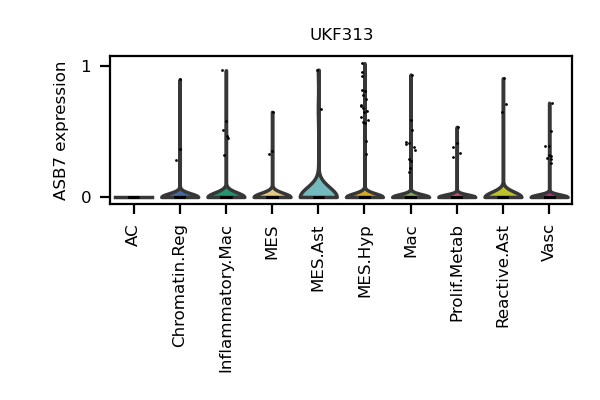 UKF313
ASB7 expression
1
0
AC
Chromatin.Reg
Inflammatory.Mac
MES
MES.Ast
MES.Hyp
Mac
Prolif.Metab
Reactive.Ast
Vasc